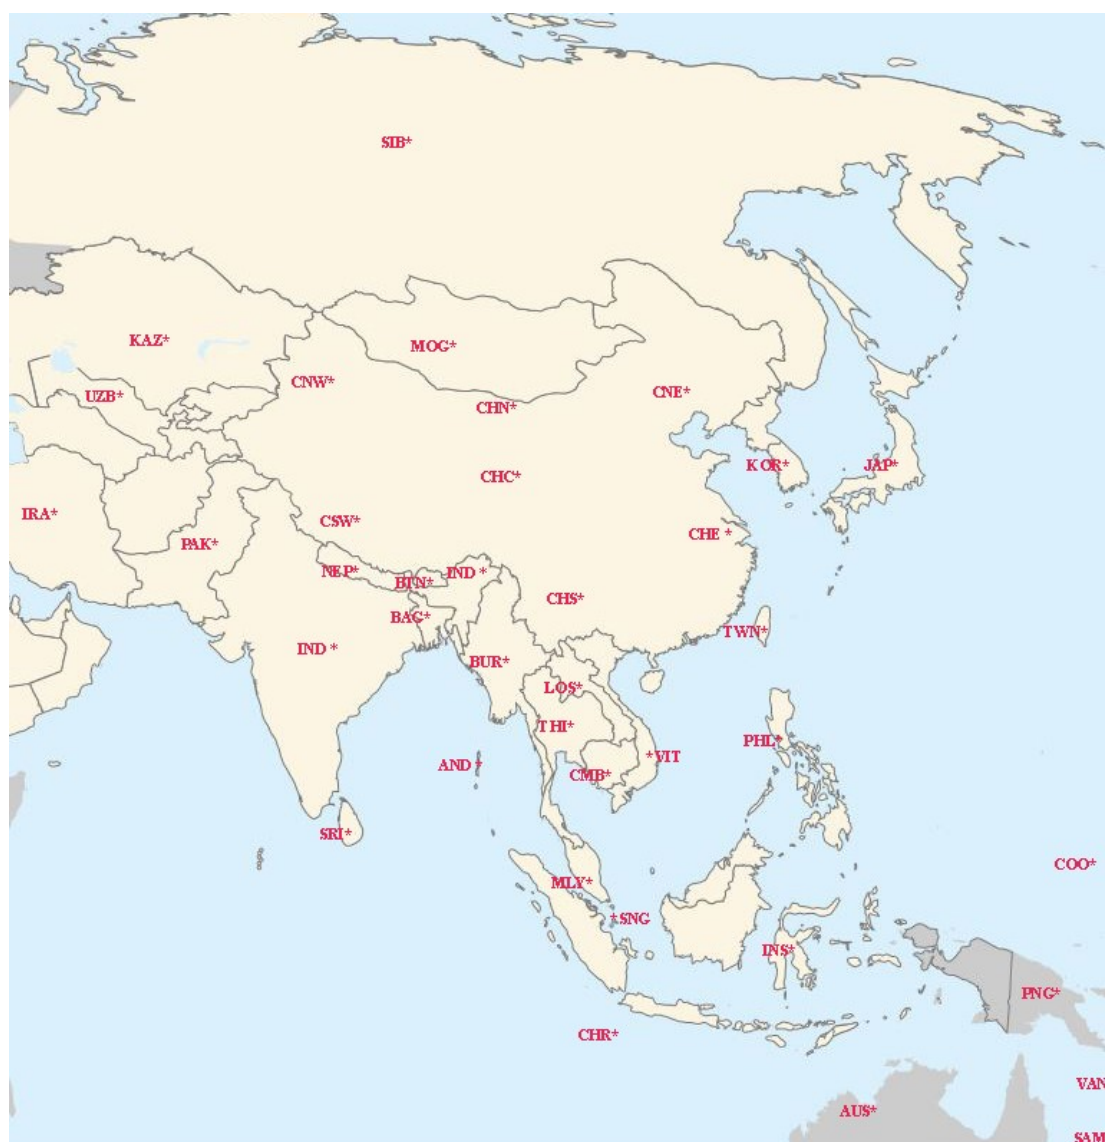 SIB*
KAZ*
MOG*
CNW*
UZB*
CNE*
CHN*
KOR*
JAP*
CHC*
IRA*
CSW*
CHE *
PAK*
NEP*
BTN*
IND *
CHS*
BAG*
TWN*
IND *
BUR*
LOS*
THI*
PHL*
*VIT
AND *
CMB*
SRI*
COO*
MLY*
*SNG
INS*
PNG*
CHR*
VAN
AUS*
SAM